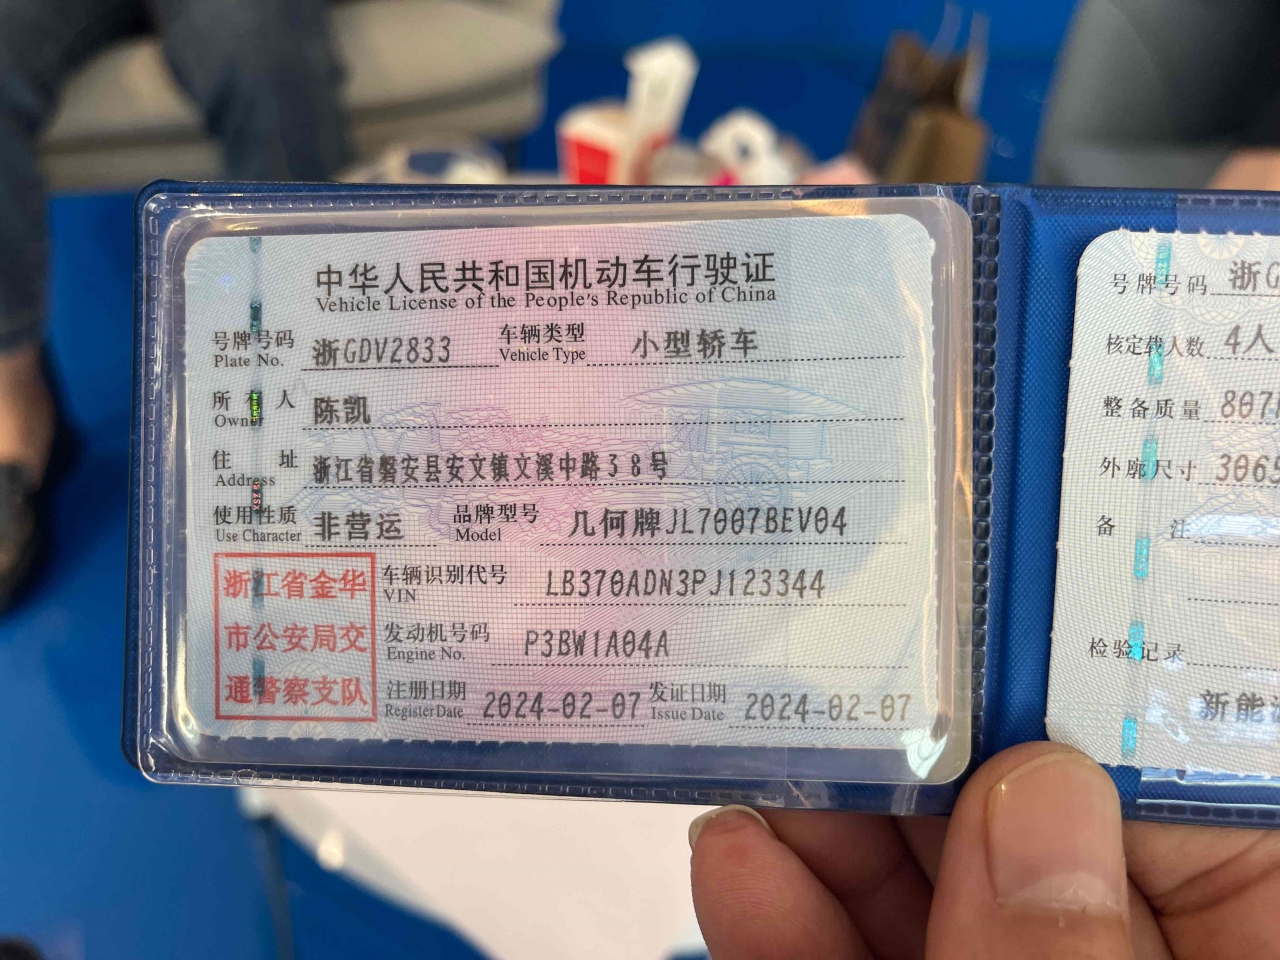 中华人民共和国机动车行驶证
Vehicle License of the People's Republic of China
号牌号码 浙GDV2833 车辆类型 小型轿车
Plate No. Vehicle Type
所有人 陈凯
Owner
住址 浙江省磐安县安文镇文溪中路38号
Address
使用性质 非营运 品牌型号 几何牌JL7007BEV04
Use Character Model
浙江省金华
市公安局交
通警察支队
车辆识别代号 LB370ADN3PJ123344
VIN
发动机号码 P3BW1A04A
Engine No.
注册日期 2024-02-07 发证日期 2024-02-07
Register Date Issue Date
号牌号码 浙G
核定载人数 4人
整备质量 807
外廓尺寸 3065
备注
检验记录
新能